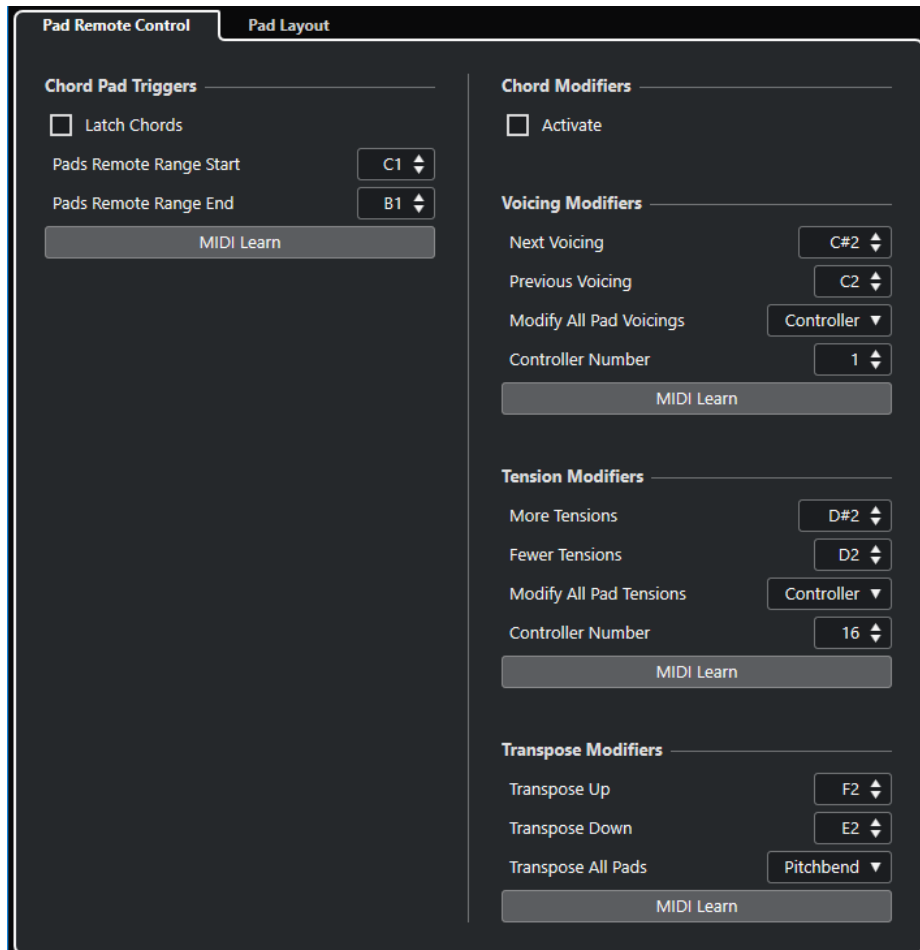 Pad Remote Control
Pad Layout
Chord Pad Triggers
Latch Chords
Pads Remote Range Start C1
Pads Remote Range End B1
MIDI Learn
Chord Modifiers
Activate
Voicing Modifiers
Next Voicing C#2
Previous Voicing C2
Modify All Pad Voicings Controller
Controller Number 1
MIDI Learn
Tension Modifiers
More Tensions D#2
Fewer Tensions D2
Modify All Pad Tensions Controller
Controller Number 16
MIDI Learn
Transpose Modifiers
Transpose Up F2
Transpose Down E2
Transpose All Pads Pitchbend
MIDI Learn